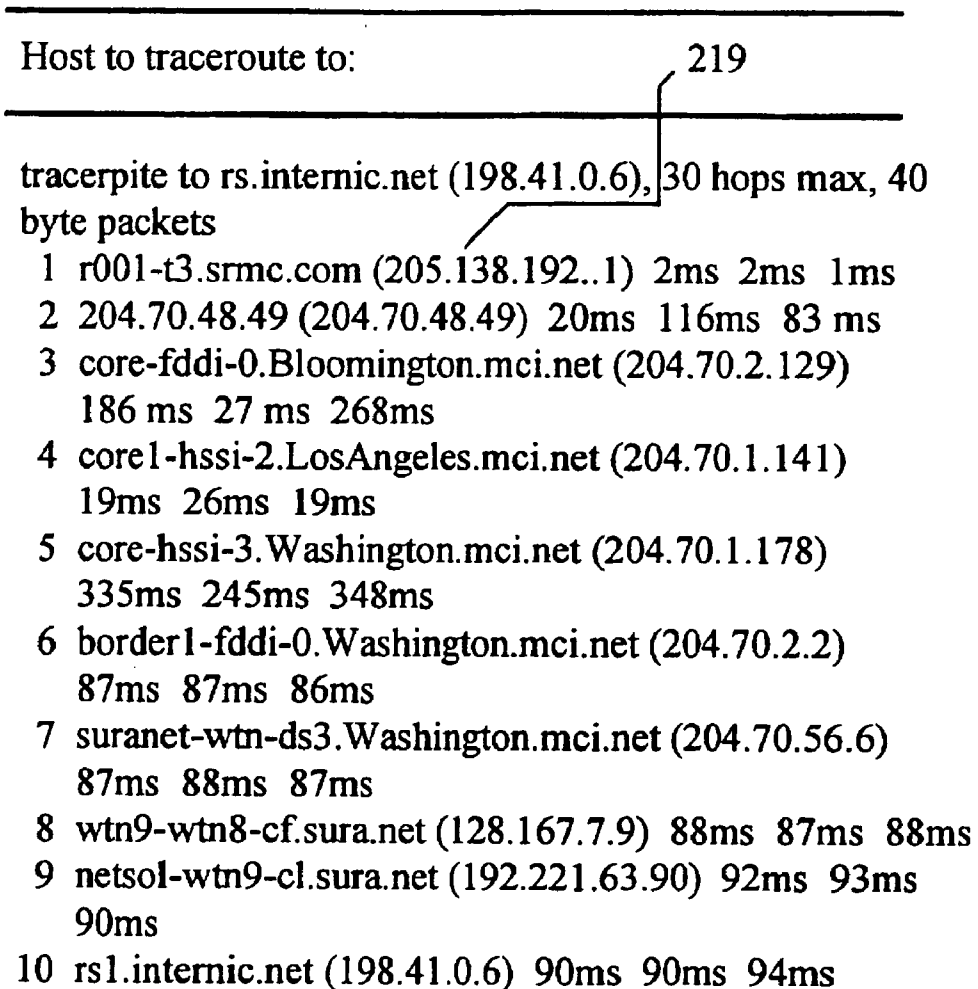 Host to traceroute to: 219
tracerpite to rs.internic.net (198.41.0.6), 30 hops max, 40
byte packets
1 r001-t3.srmc.com (205.138.192..1) 2ms 2ms 1ms
2 204.70.48.49 (204.70.48.49) 20ms 116ms 83 ms
3 core-fddi-0.Bloomington.mci.net (204.70.2.129)
186 ms 27 ms 268ms
4 core1-hssi-2.LosAngeles.mci.net (204.70.1.141)
19ms 26ms 19ms
5 core-hssi-3.Washington.mci.net (204.70.1.178)
335ms 245ms 348ms
6 border1-fddi-0.Washington.mci.net (204.70.2.2)
87ms 87ms 86ms
7 suranet-wtn-ds3.Washington.mci.net (204.70.56.6)
87ms 88ms 87ms
8 wtn9-wtn8-cf.sura.net (128.167.7.9) 88ms 87ms 88ms
9 netsol-wtn9-cl.sura.net (192.221.63.90) 92ms 93ms
90ms
10 rs1.internic.net (198.41.0.6) 90ms 90ms 94ms